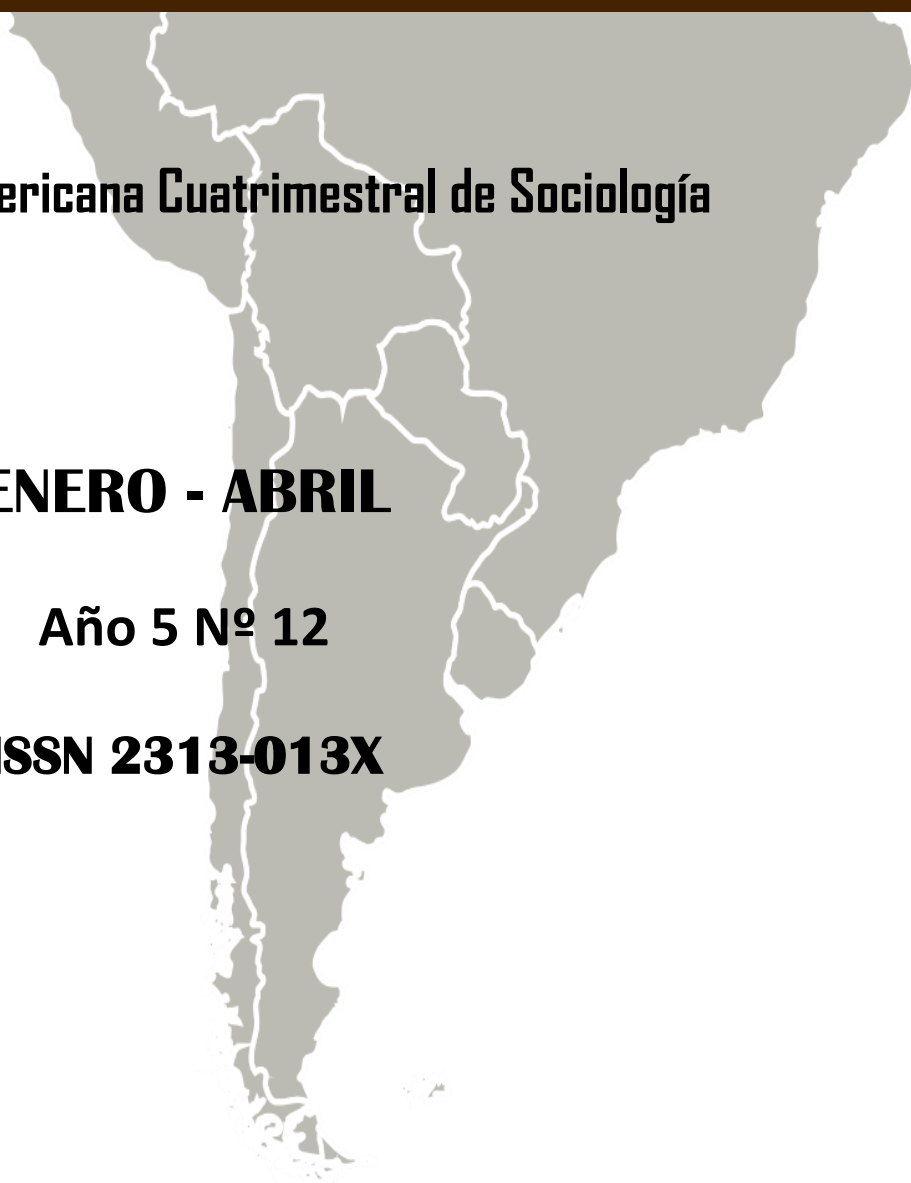 ericana Cuatrimestral de Sociología
ENERO - ABRIL
Año 5 Nº 12
ISSN 2313-013X